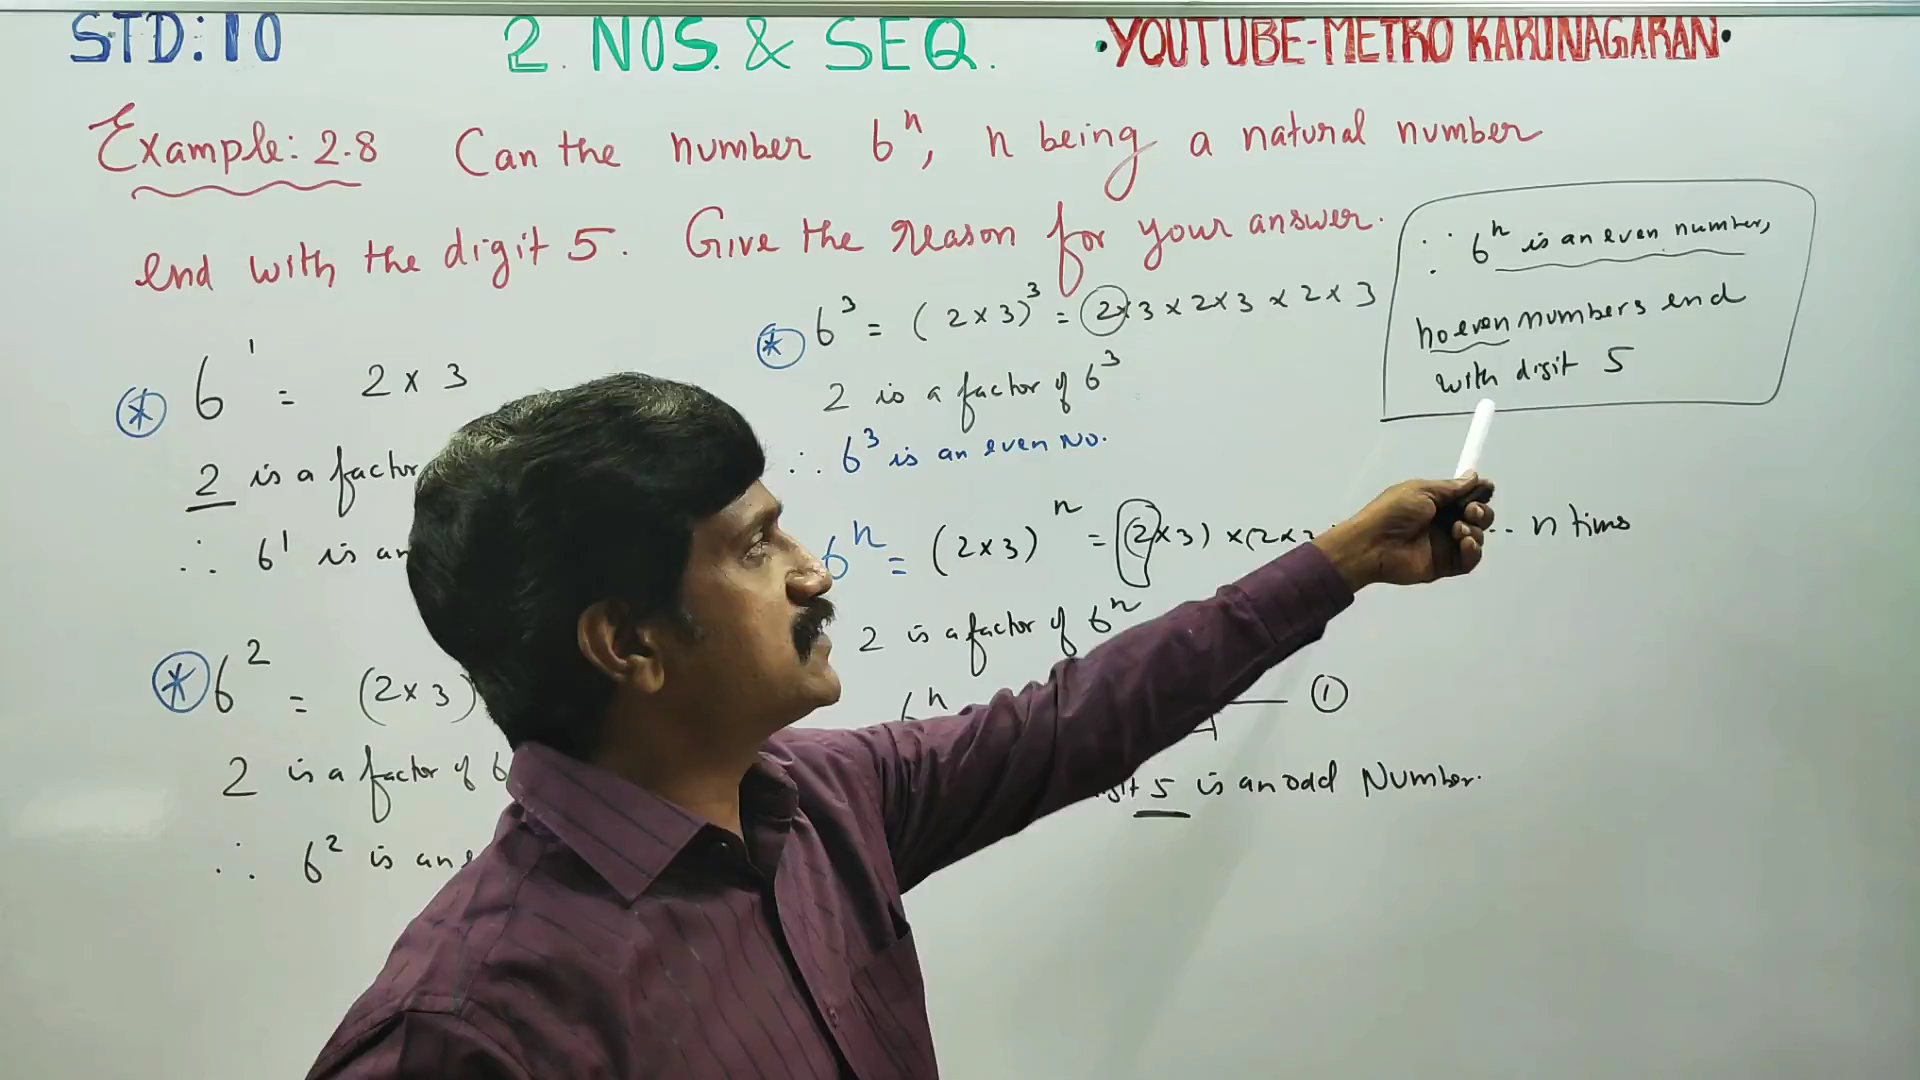 STD: 10 2. NOS. & SEQ. •YOUTUBE-METRO KARUNAGARAN•
Example: 2.8 Can the number 6ⁿ, n being a natural number
end with the digit 5. Give the reason for your answer.
6¹ = 2 × 3
2 is a factor
∴ 6¹ is an
6² = (2×3)
2 is a factor of 6
∴ 6² is an
6³ = (2×3)³ = 2×3×2×3×2×3
2 is a factor of 6³
∴ 6³ is an even No.
6ⁿ = (2×3)ⁿ = (2×3)×(2× .. n times
2 is a factor of 6ⁿ
6ⁿ ①
5 is an odd Number.
∵ 6ⁿ is an even number,
no even numbers end
with digit 5